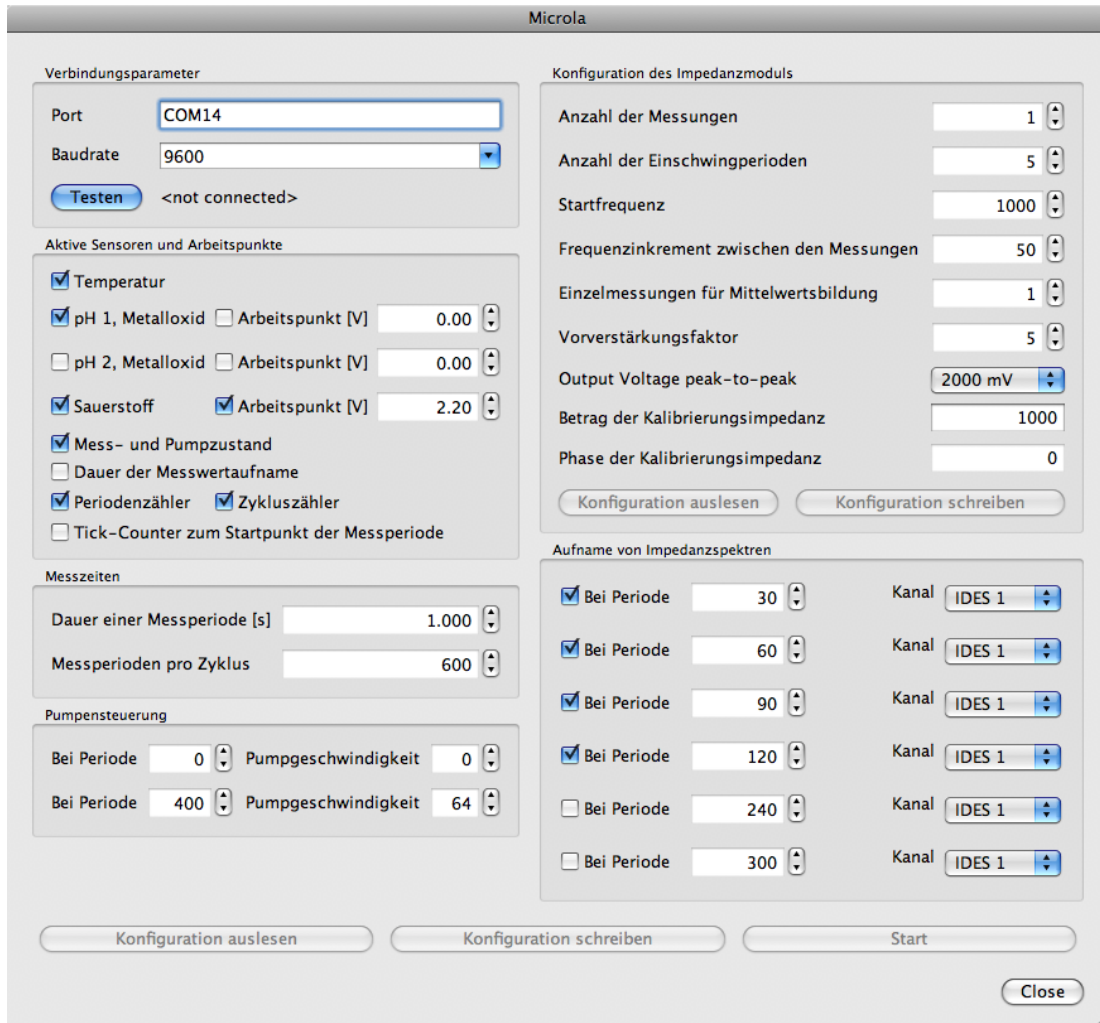 Microla
Verbindungsparameter
Port COM14
Baudrate 9600
Testen <not connected>
Aktive Sensoren und Arbeitspunkte
Temperatur
pH 1, Metalloxid Arbeitspunkt [V] 0.00
pH 2, Metalloxid Arbeitspunkt [V] 0.00
Sauerstoff Arbeitspunkt [V] 2.20
Mess- und Pumpzustand
Dauer der Messwertaufname
Periodenzähler Zykluszähler
Tick-Counter zum Startpunkt der Messperiode
Messzeiten
Dauer einer Messperiode [s] 1.000
Messperioden pro Zyklus 600
Pumpensteuerung
Bei Periode 0 Pumpgeschwindigkeit 0
Bei Periode 400 Pumpgeschwindigkeit 64
Konfiguration des Impedanzmoduls
Anzahl der Messungen 1
Anzahl der Einschwingperioden 5
Startfrequenz 1000
Frequenzinkrement zwischen den Messungen 50
Einzelmessungen für Mittelwertsbildung 1
Vorverstärkungsfaktor 5
Output Voltage peak-to-peak 2000 mV
Betrag der Kalibrierungsimpedanz 1000
Phase der Kalibrierungsimpedanz 0
Konfiguration auslesen Konfiguration schreiben
Aufname von Impedanzspektren
Bei Periode 30 Kanal IDES 1
Bei Periode 60 Kanal IDES 1
Bei Periode 90 Kanal IDES 1
Bei Periode 120 Kanal IDES 1
Bei Periode 240 Kanal IDES 1
Bei Periode 300 Kanal IDES 1
Konfiguration auslesen Konfiguration schreiben Start
Close